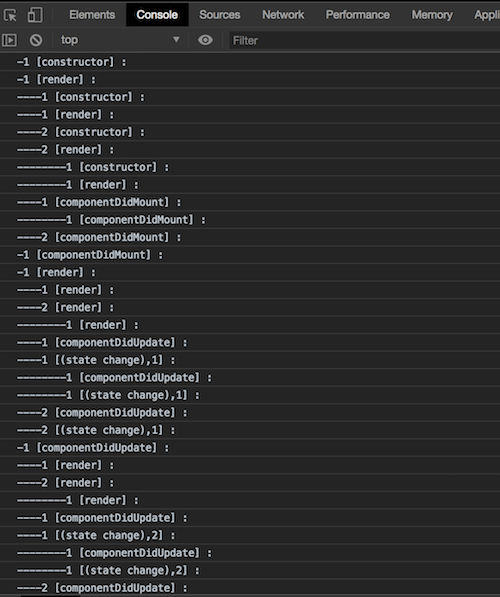 Elements Console Sources Network Performance Memory Appli
top Filter
-1 [constructor] :
-1 [render] :
----1 [constructor] :
----1 [render] :
----2 [constructor] :
----2 [render] :
--------1 [constructor] :
--------1 [render] :
----1 [componentDidMount] :
--------1 [componentDidMount] :
----2 [componentDidMount] :
-1 [componentDidMount] :
-1 [render] :
----1 [render] :
----2 [render] :
--------1 [render] :
----1 [componentDidUpdate] :
----1 [(state change),1] :
--------1 [componentDidUpdate] :
--------1 [(state change),1] :
----2 [componentDidUpdate] :
----2 [(state change),1] :
-1 [componentDidUpdate] :
----1 [render] :
----2 [render] :
--------1 [render] :
----1 [componentDidUpdate] :
----1 [(state change),2] :
--------1 [componentDidUpdate] :
--------1 [(state change),2] :
----2 [componentDidUpdate] :